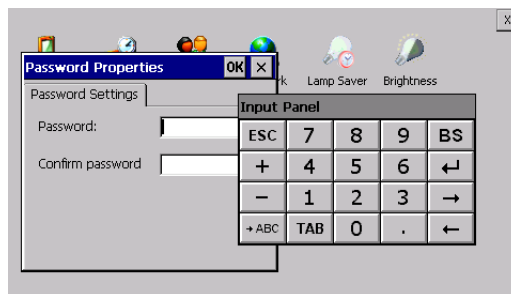 X
Password Properties OK ×
k Lamp Saver Brightness
Password Settings
Input Panel
Password:
ESC 7 8 9 BS
Confirm password
+ 4 5 6 ↵
− 1 2 3 →
→ABC TAB 0 . ←